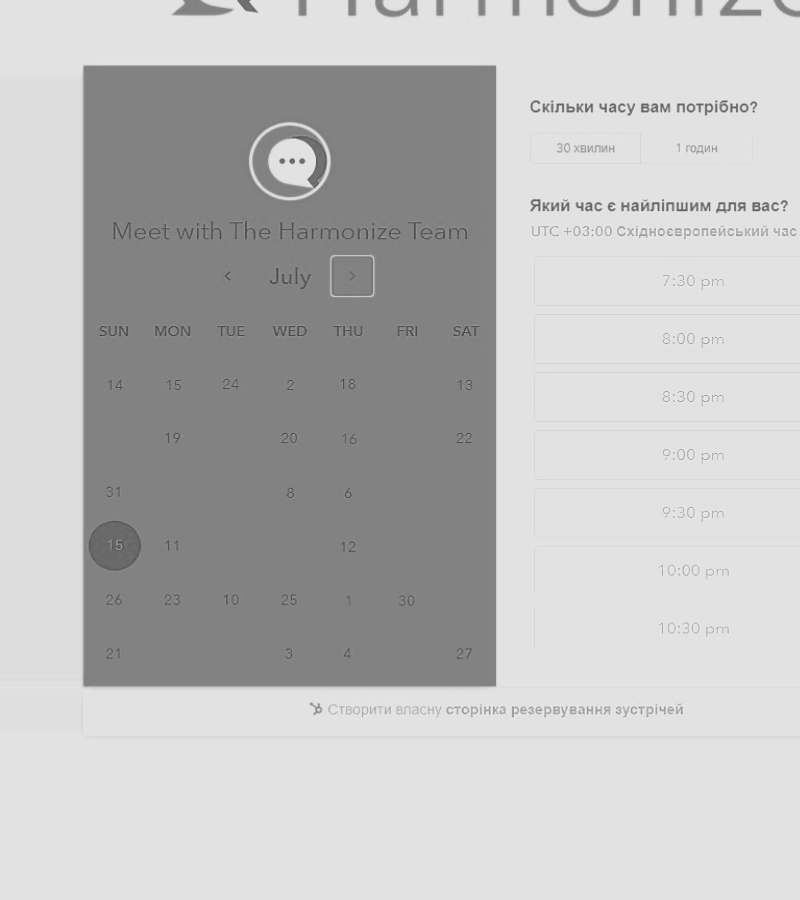 Harmonize
Meet with The Harmonize Team
July
SUN MON TUE WED THU FRI SAT
14 15 24 2 18 13
19 20 16 22
31 8 6
15 11 12
26 23 10 25 1 30
21 3 4 27
Скільки часу вам потрібно?
30 хвилин 1 годин
Який час є найліпшим для вас?
UTC +03:00 Східноєвропейський час
7:30 pm
8:00 pm
8:30 pm
9:00 pm
9:30 pm
10:00 pm
10:30 pm
Створити власну сторінка резервування зустрічей